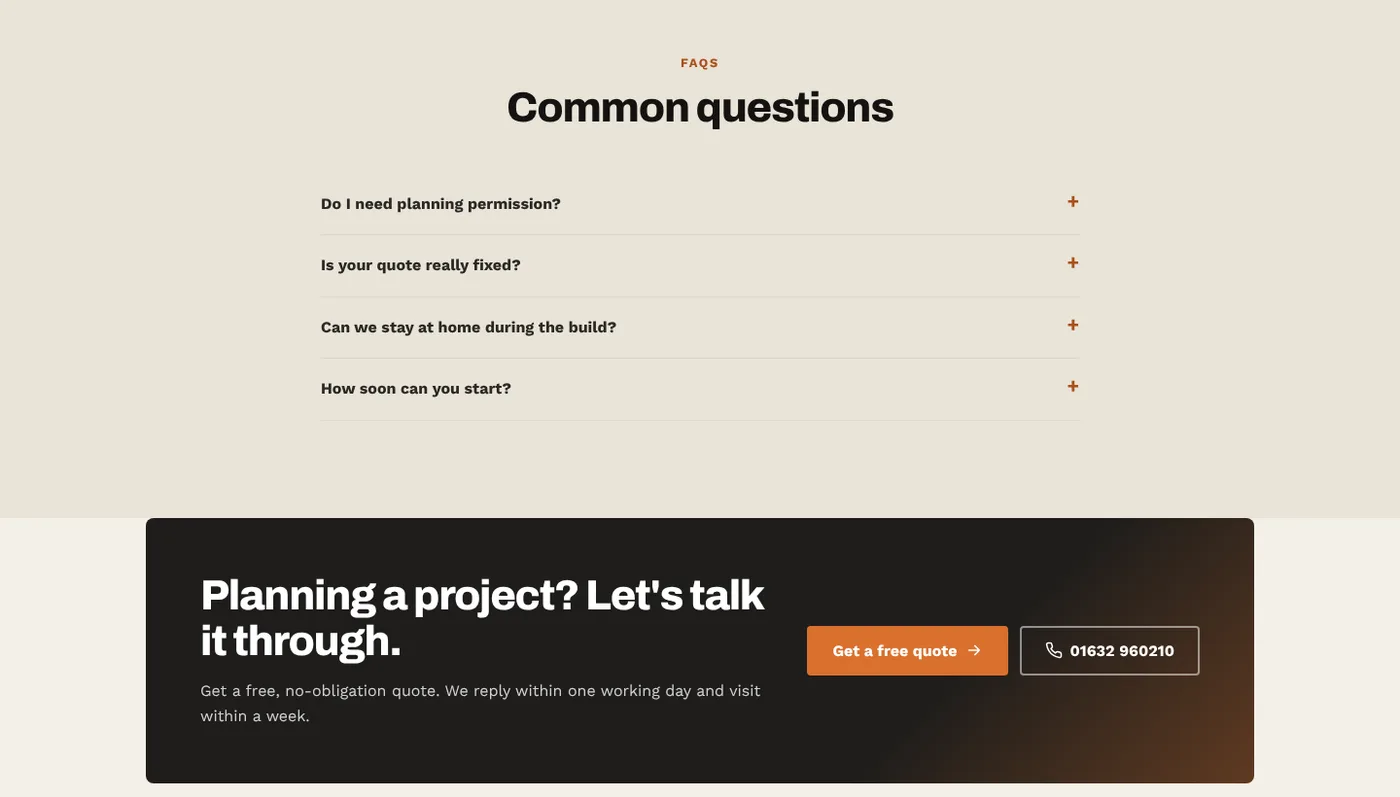 FAQS
Common questions
Do I need planning permission?
+
Is your quote really fixed?
+
Can we stay at home during the build?
+
How soon can you start?
+
Planning a project? Let's talk
it through.
Get a free, no-obligation quote. We reply within one working day and visit
within a week.
Get a free quote →
01632 960210